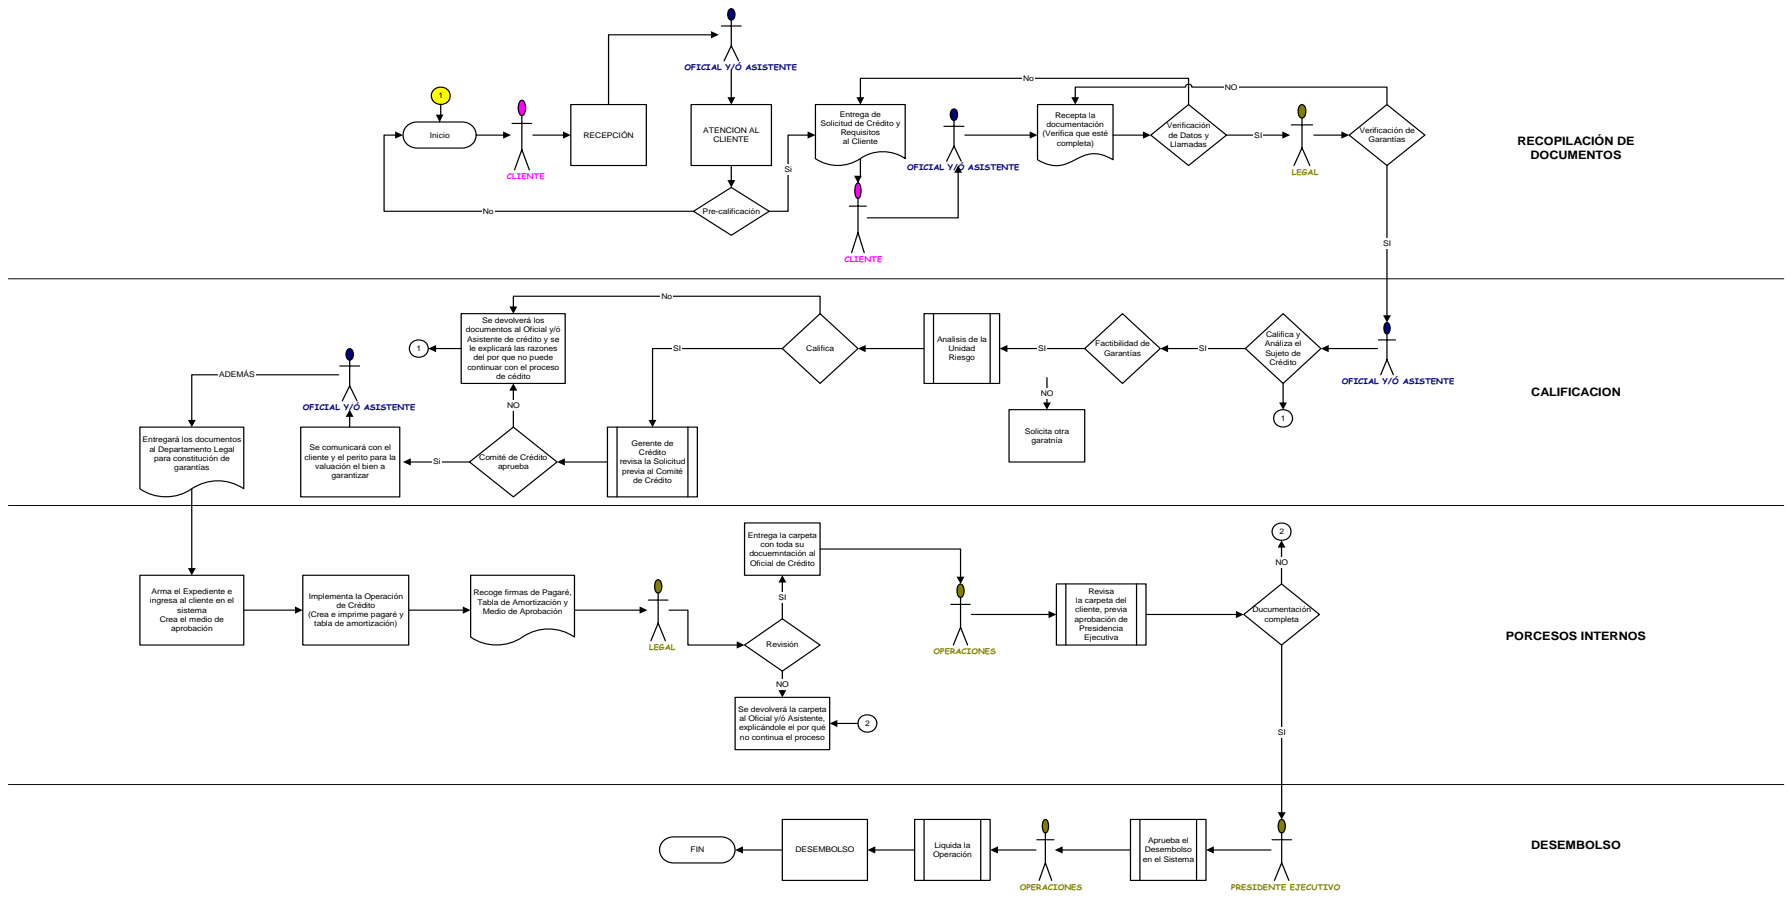 OFICIAL Y/Ó ASISTENTE
1
Inicio
CLIENTE
RECEPCIÓN
ATENCION AL
CLIENTE
Pre-calificación
No
Si
Entrega de
Solicitud de Crédito y
Requisitos
al Cliente
CLIENTE
OFICIAL Y/Ó ASISTENTE
No
NO
Recepta la
documentación
(Verifica que esté
completa)
Verificación
de Datos y
Llamadas
SI
LEGAL
Verificación de
Garantías
SI
RECOPILACIÓN DE
DOCUMENTOS
OFICIAL Y/Ó ASISTENTE
Califica y
Análiza el
Sujeto de
Crédito
1
SI
Factibilidad de
Garantías
SI
NO
Solicita otra
garatnía
Analisis de la
Unidad
Riesgo
Califica
No
SI
Se devolverá los
documentos al Oficial y/ó
Asistente de crédito y se
le explicará las razones
del por que no puede
continuar con el proceso
de cédito
1
NO
Gerente de
Crédito
revisa la Solicitud
previa al Comité
de Crédito
Comité de Crédito
aprueba
Si
Se comunicará con el
cliente y el perito para la
valuación el bien a
garantizar
OFICIAL Y/Ó ASISTENTE
ADEMÁS
Entregará los documentos
al Departamento Legal
para constitución de
garantías
CALIFICACION
Arma el Expediente e
ingresa al cliente en el
sistema
Crea el medio de
aprobación
Implementa la Operación
de Crédito
(Crea e imprime pagaré y
tabla de amortización)
Recoge firmas de Pagaré,
Tabla de Amortización y
Medio de Aprobación
LEGAL
Revisión
SI
Entrega la carpeta
con toda su
docuemntación al
Oficial de Crédito
NO
Se devolverá la carpeta
al Oficial y/ó Asistente,
explicándole el por qué
no continua el proceso
2
OPERACIONES
Revisa
la carpeta del
cliente, previa
aprobación de
Presidencia
Ejecutiva
Ducumentación
completa
NO
2
SI
PORCESOS INTERNOS
PRESIDENTE EJECUTIVO
Aprueba el
Desembolso
en el Sistema
OPERACIONES
Liquida la
Operación
DESEMBOLSO
FIN
DESEMBOLSO